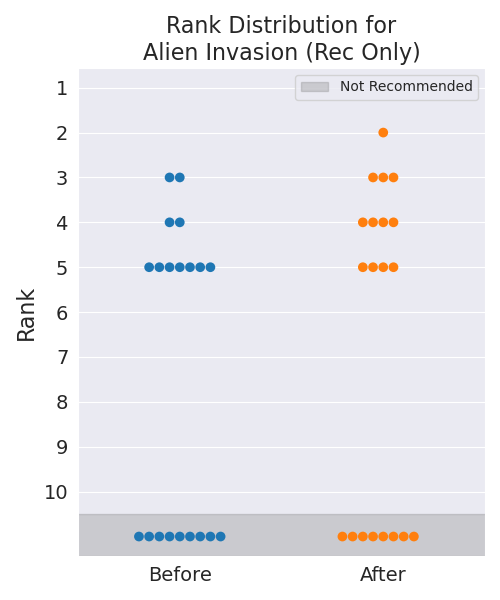 Rank Distribution for
Alien Invasion (Rec Only)
Not Recommended
1
2
3
4
5
6
7
8
9
10
Rank
Before
After